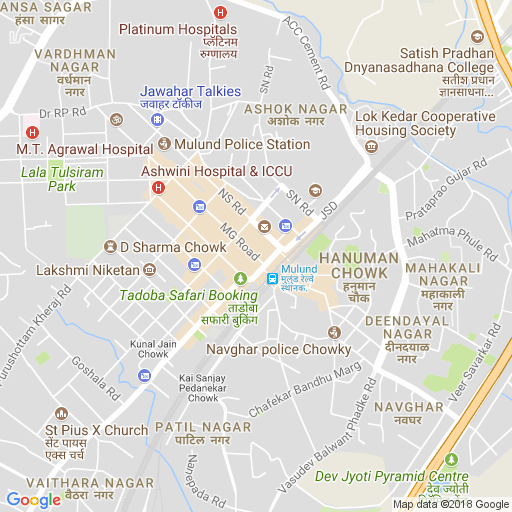 ANSA SAGAR
हंसा सागर
Platinum Hospitals
प्लॅटिनम
रुग्णालय
ACC Cement Rd
Satish Pradhan
Dnyanasadhana College
सतीश प्रधान
ज्ञानसाधना...
VARDHMAN
NAGAR
वर्धमान
नगर
SN Rd
Jawahar Talkies
जवाहर टॉकीज
Dr RP Rd
ASHOK NAGAR
अशोक नगर
Lok Kedar Cooperative
Housing Society
M.T. Agrawal Hospital
Mulund Police Station
Lala Tulsiram
Park
Ashwini Hospital & ICCU
NS Rd
SN Rd
JSD
Prataprao Gujar Rd
MG Road
Mahatma Phule Rd
D Sharma Chowk
Lakshmi Niketan
HANUMAN
CHOWK
हनुमान
चौक
Mulund
मुलुंड रेल्वे
स्थानक.
MAHAKALI
NAGAR
महाकाली
नगर
Tadoba Safari Booking
ताडोबा
सफारी बुकिंग
Purushottam Kheraj Rd
DEENDAYAL
NAGAR
दीनदयाळ
नगर
Kunal Jain
Chowk
Navghar police Chowky
Goshala Rd
Kai Sanjay
Pedanekar
Chowk
Veer Savarkar Rd
Chafekar Bandhu Marg
NAVGHAR
नवघर
St Pius X Church
सेंट पायस
एक्स चर्च
PATIL NAGAR
पाटिल नगर
Vasudev Balwant Phadke Rd
Nanepada Rd
VAITHARA NAGAR
वैठरा नगर
Dev Jyoti Pyramid Centre
देव ज्योती
Google
Map data ©2018 Google